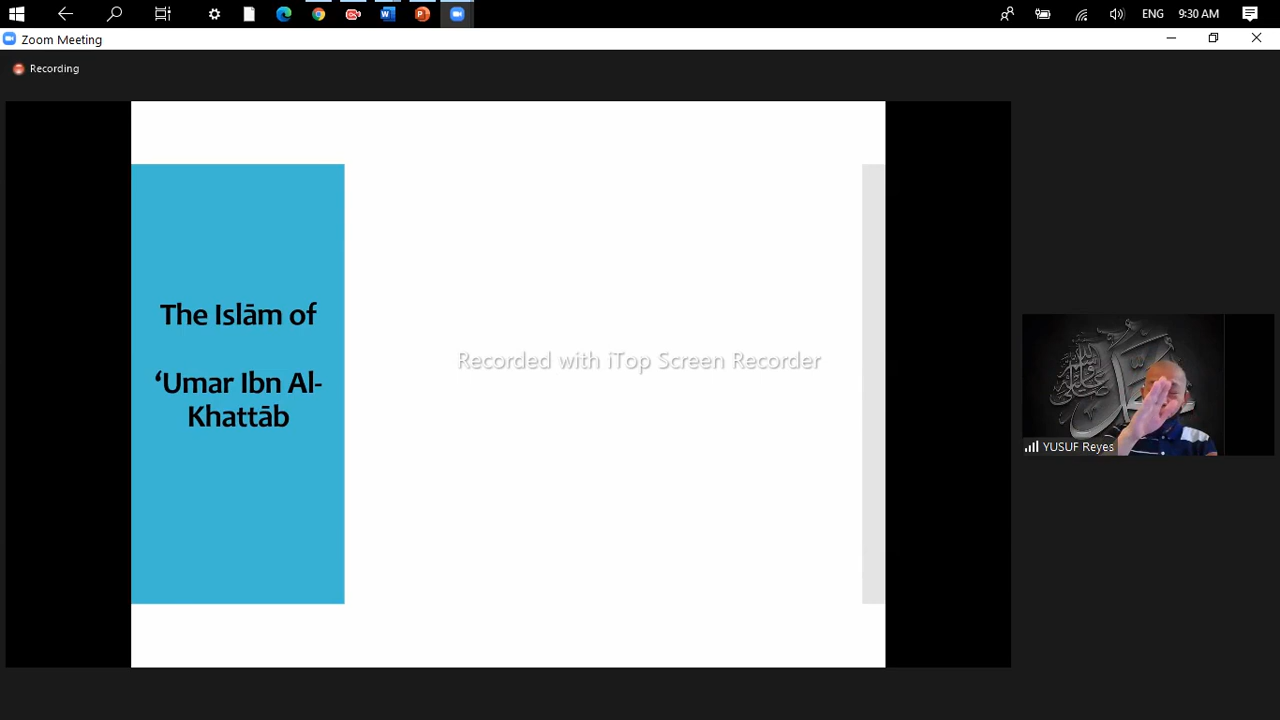 ENG 9:30 AM
Zoom Meeting
Recording
The Islām of
‘Umar Ibn Al-
Khattāb
Recorded with iTop Screen Recorder
YUSUF Reyes